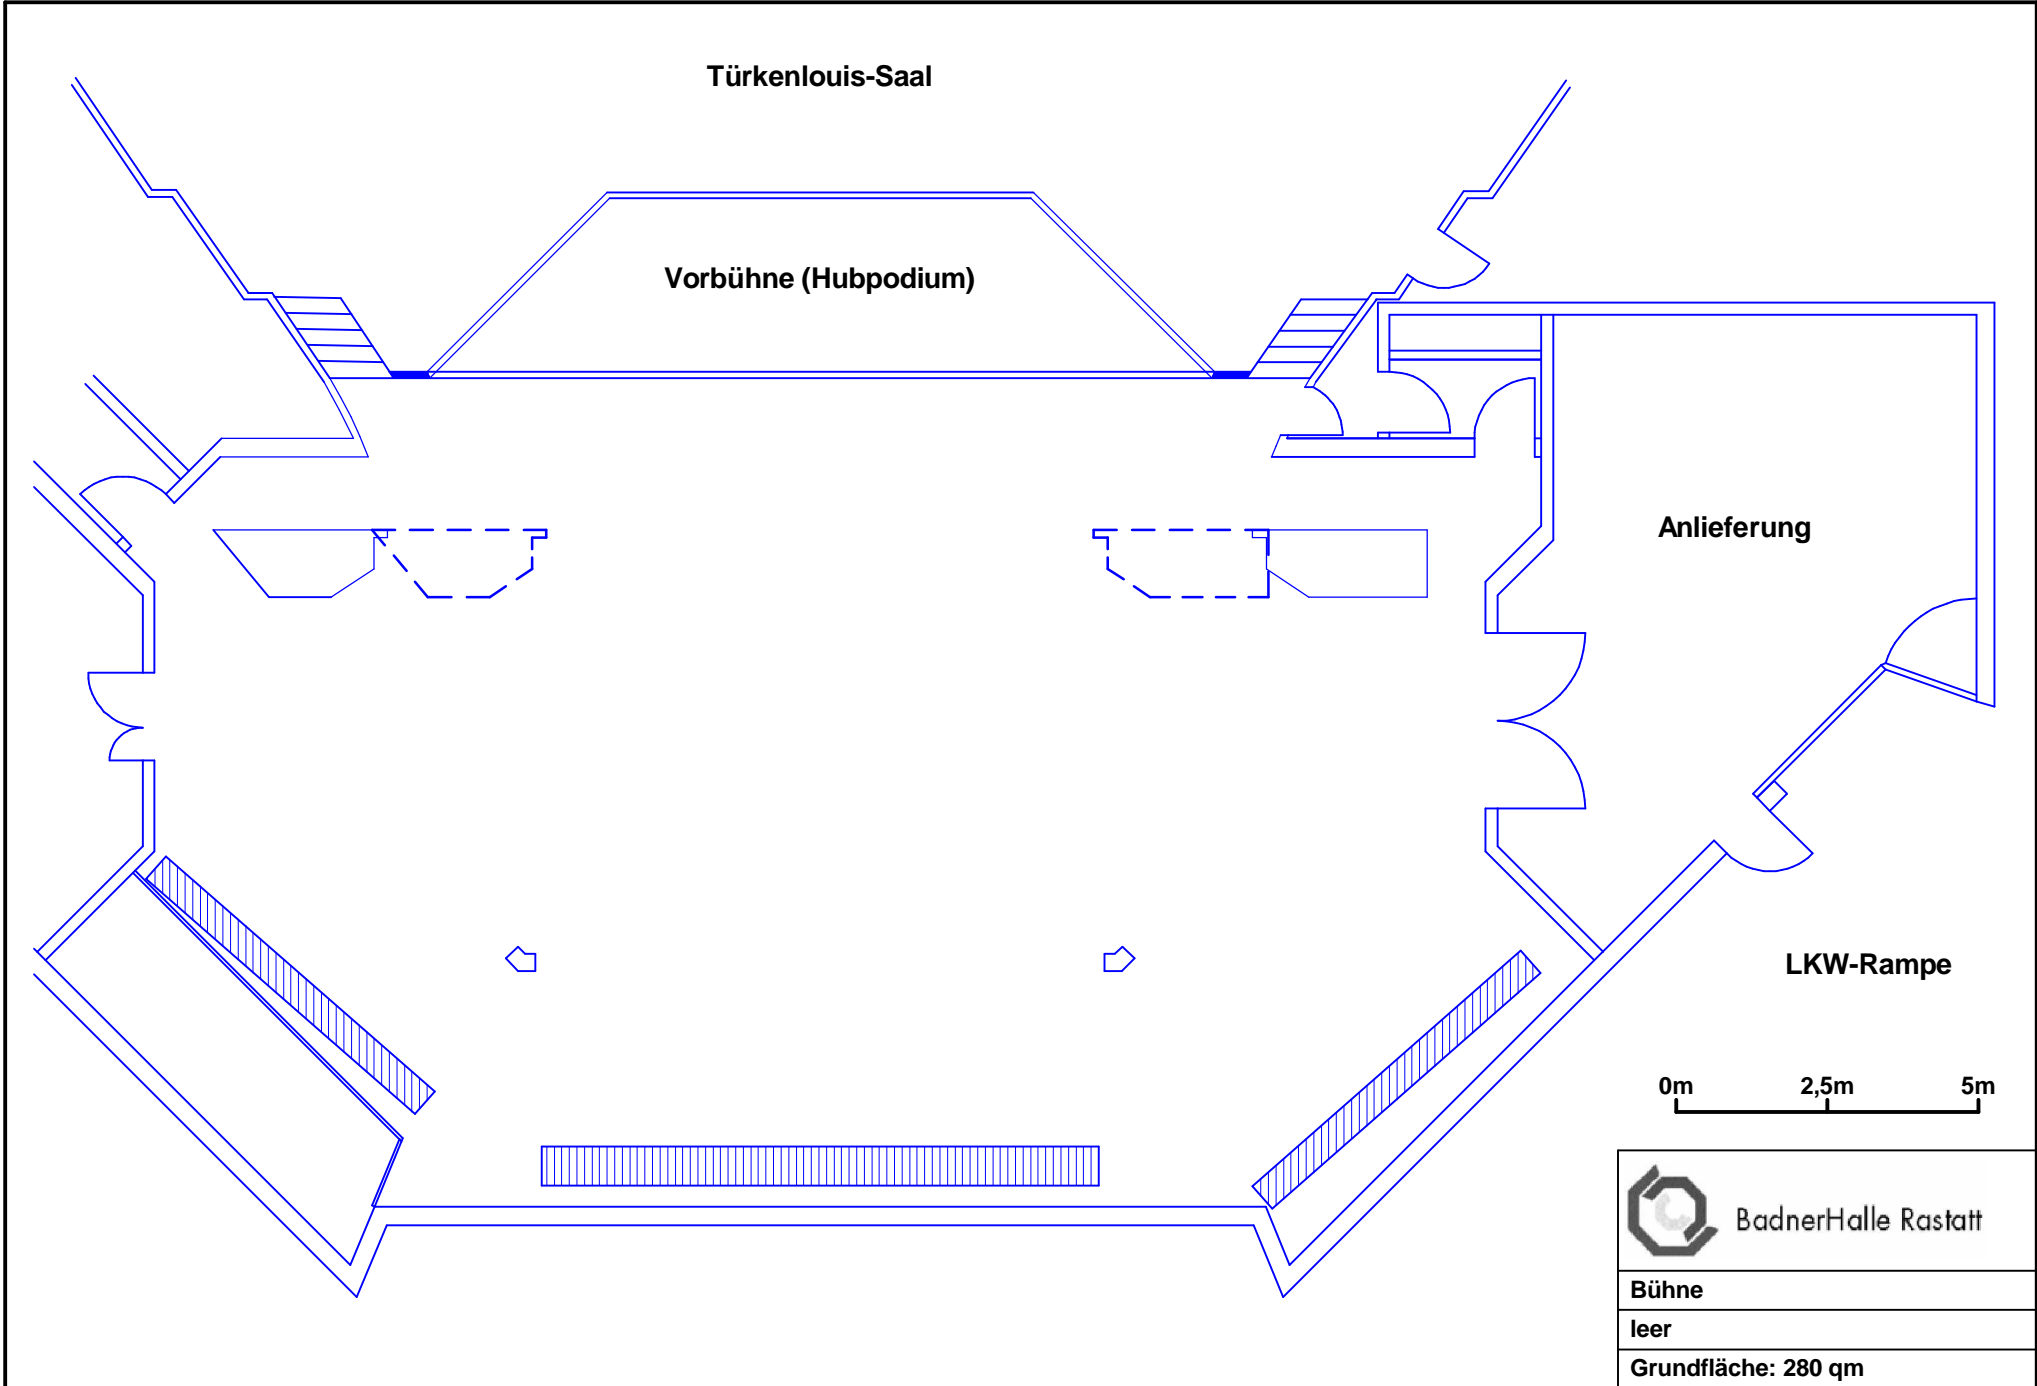 Türkenlouis-Saal
Vorbühne (Hubpodium)
Anlieferung
LKW-Rampe
0m 2,5m 5m
BadnerHalle Rastatt
Bühne
leer
Grundfläche: 280 qm